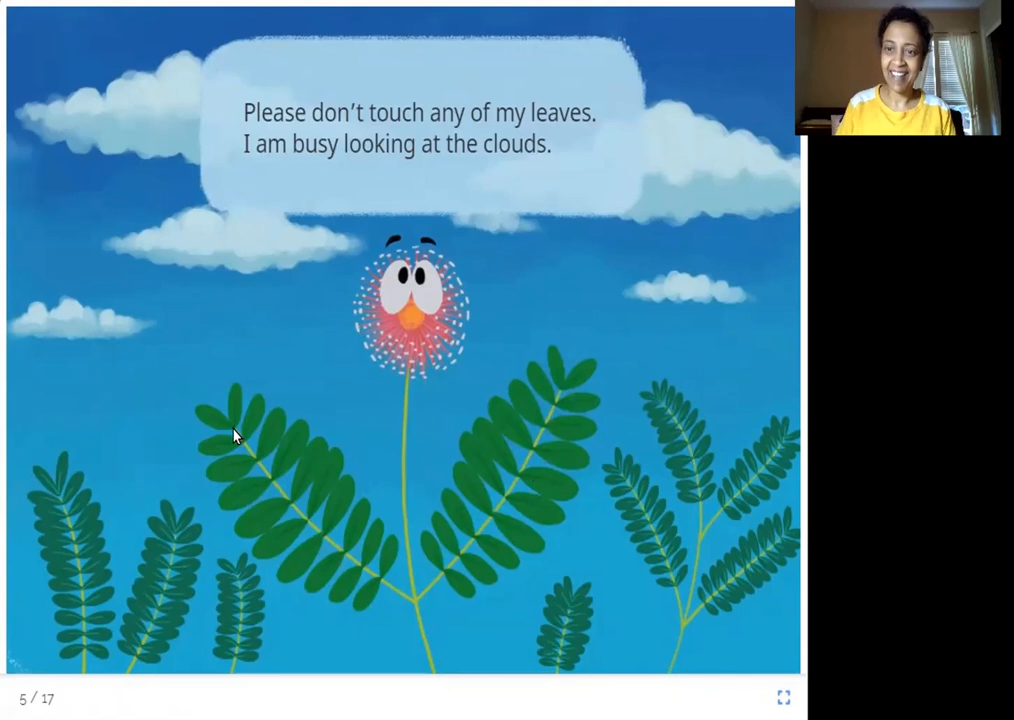 Please don’t touch any of my leaves.
I am busy looking at the clouds.
5 / 17